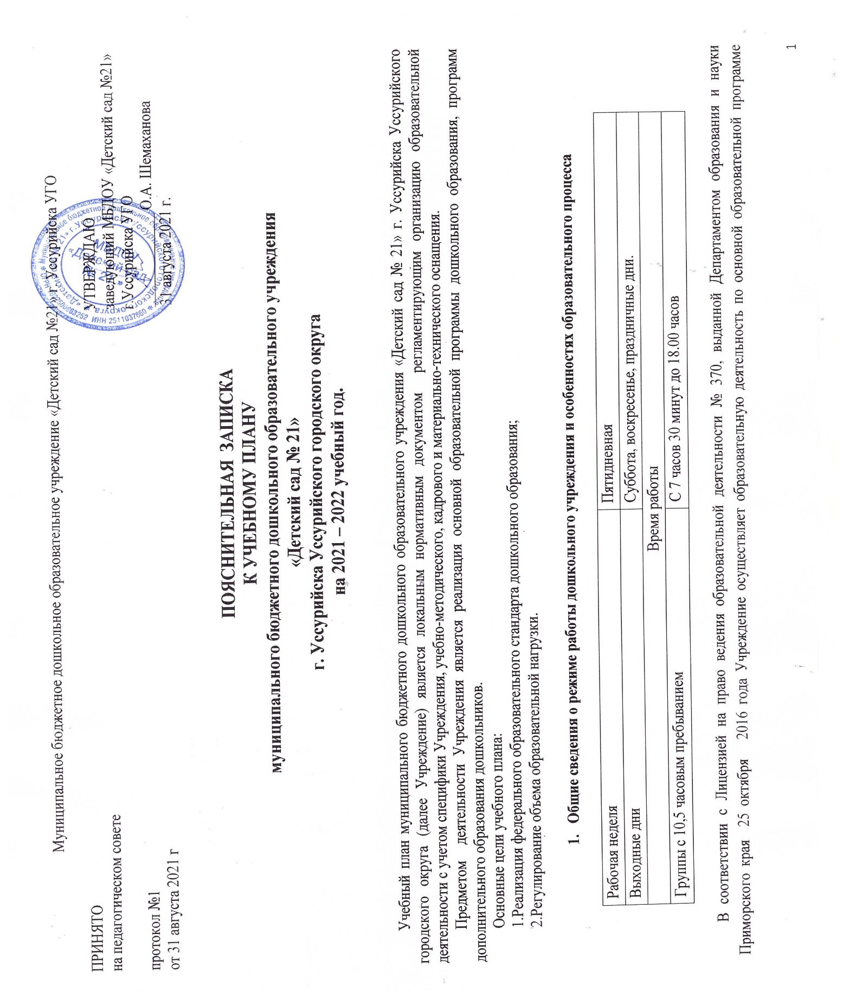 Муниципальное бюджетное дошкольное образовательное учреждение «Детский сад №21» г. Уссурийска УГО
ПРИНЯТО
на педагогическом совете
протокол №1
от 31 августа 2021 г
УТВЕРЖДАЮ
заведующий МБДОУ «Детский сад №21»
г. Уссурийска УГО
О.А. Шемаханова
31 августа 2021 г.
МБДОУ
«Детский сад
№ 21»
ИНН 2511037660
ПОЯСНИТЕЛЬНАЯ ЗАПИСКА
К УЧЕБНОМУ ПЛАНУ
муниципального бюджетного дошкольного образовательного учреждения
«Детский сад № 21»
г. Уссурийска Уссурийского городского округа
на 2021 – 2022 учебный год.
Учебный план муниципального бюджетного дошкольного образовательного учреждения «Детский сад № 21» г. Уссурийска Уссурийского
городского округа (далее Учреждение) является локальным нормативным документом регламентирующим организацию образовательной
деятельности с учетом специфики Учреждения, учебно-методического, кадрового и материально-технического оснащения.
Предметом деятельности Учреждения является реализация основной образовательной программы дошкольного образования, программ
дополнительного образования дошкольников.
Основные цели учебного плана:
1.Реализация федерального образовательного стандарта дошкольного образования;
2.Регулирование объема образовательной нагрузки.
1. Общие сведения о режиме работы дошкольного учреждения и особенностях образовательного процесса
Рабочая неделя Пятидневная
Выходные дни Суббота, воскресенье, праздничные дни.
Время работы
Группы с 10,5 часовым пребыванием С 7 часов 30 минут до 18.00 часов
В соответствии с Лицензией на право ведения образовательной деятельности № 370, выданной Департаментом образования и науки
Приморского края 25 октября 2016 года Учреждение осуществляет образовательную деятельность по основной образовательной программе
1